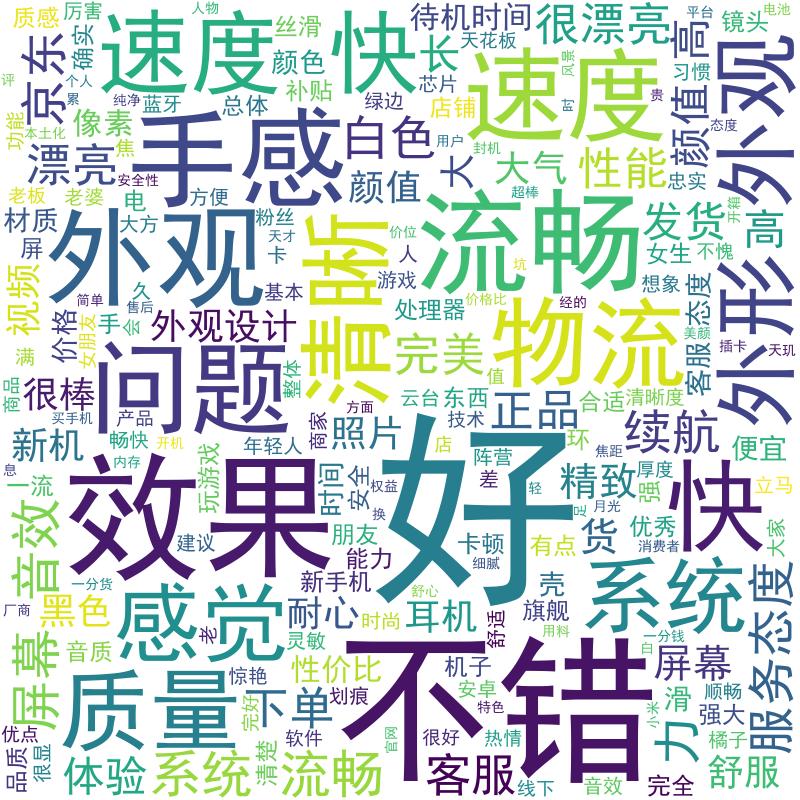 质感
厉害
人物
丝滑
待机时间
很漂亮
平台
电池
镜头
京东
确实
速度
快
长
天花板
高
外观
评
个人
颜色
芯片
风景
习惯
累
纯净
蓝牙
补贴
绿边
店铺
速度
颜值
贵
功能
本土化
像素
总体
手感
白色
用户
封机
时
态度
漂亮
焦
大
大气
性能
忠实
老板
老婆
安全性
方便
颜值
超棒
开箱
材质
电
大方
外观
粉丝
清晰
价位
流畅
发货
高
屏
天才
卡
人
女生
不愧
视频
久
基本
游戏
坑
想象
价格
简单
售后
处理器
价格比
经的
客服态度
外形
手
会
外观设计
物流
美颜
插卡
天玑
女朋友
满
问题
整体
完美
值
商品
很棒
云台
东西
正品
合适
清晰度
买手机
产品
方面
技术
续航
新机
畅快
开机
年轻人
商家
照片
店
环
便宜
息
内存
效果
好
阵营
焦距
快
一流
玩游戏
时间
安全
权益
差
轻
精致
强
厚度
立马
音效
换
足
月光
建议
朋友
卡顿
有点
货
优秀
消费者
大家
能力
细腻
一分货
感觉
新手机
舒心
壳
系统
厂商
黑色
老
耐心
时尚
耳机
舒适
旗舰
用料
一分钱
服务态度
屏幕
音质
灵敏
白
质量
惊艳
性价比
不错
机子
屏幕
下单
划痕
安卓
小米
力
滑
顺畅
优点
完好
特色
强大
品质
很显
软件
很好
热情
橘子
体验
系统
清楚
流畅
官网
客服
线下
音效
完全
舒服